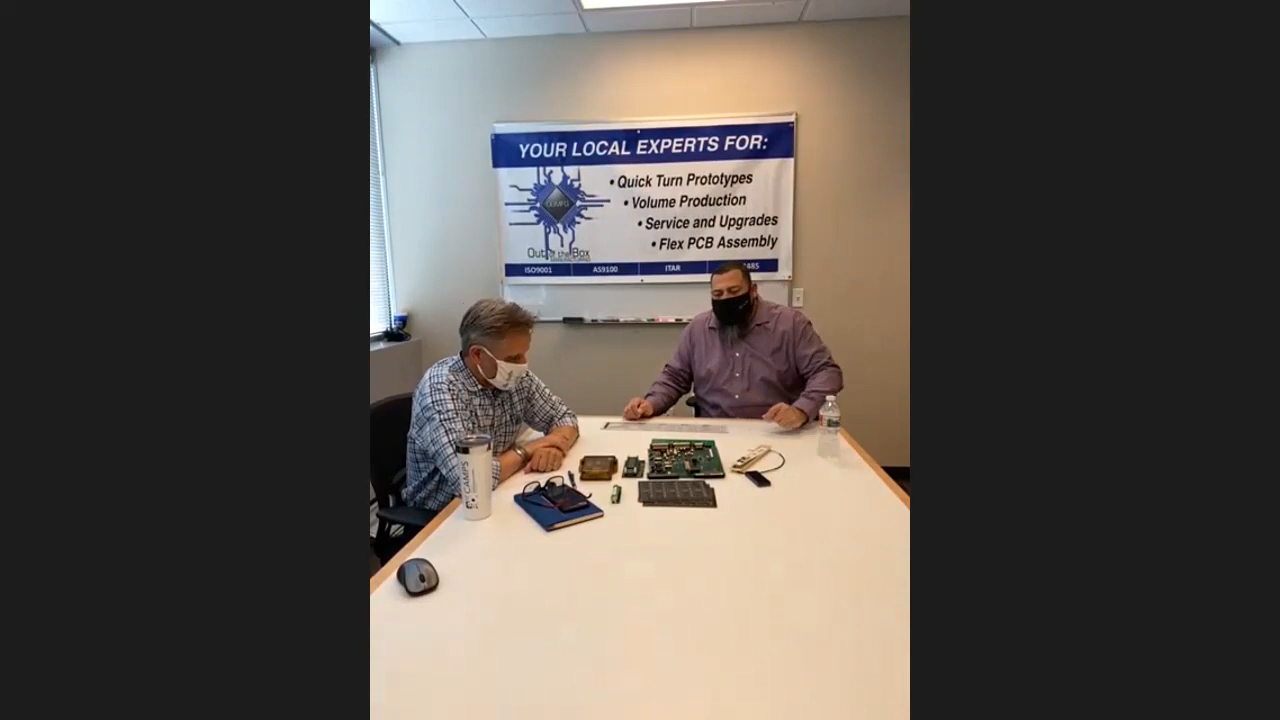 YOUR LOCAL EXPERTS FOR:
• Quick Turn Prototypes
• Volume Production
• Service and Upgrades
• Flex PCB Assembly
Out of the Box
ISO9001 AS9100 ITAR
CAMPS